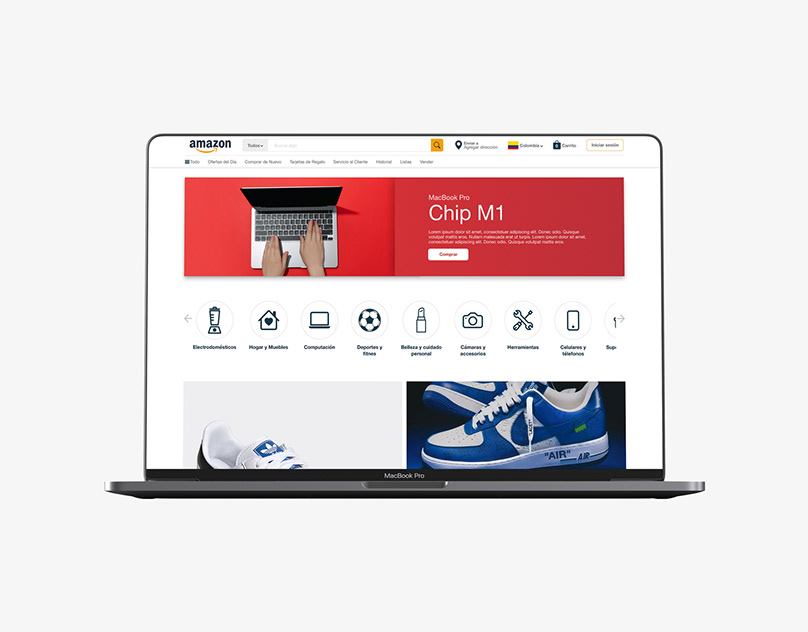 amazon
Todos
Buscar algo
Enviar a
Agregar dirección
Colombia
0
Carrito
Iniciar sesión
Todo
Ofertas del Día
Comprar de Nuevo
Tarjetas de Regalo
Servicio al Cliente
Historial
Listas
Vender
MacBook Pro
Chip M1
Lorem ipsum dolor sit amet, consectetuer adipiscing elit. Donec odio. Quisque
volutpat mattis eros. Nullam malesuada erat ut turpis. Lorem ipsum dolor sit amet,
consectetuer adipiscing elit. Donec odio. Quisque volutpat mattis eros.
Comprar
Electrodomésticos
Hogar y Muebles
Computación
Deportes y
fitnes
Belleza y cuidado
personal
Cámaras y
accesorios
Herramientas
Celulares y
télefonos
Sup
"LACET"
"AIR"
AIR
MacBook Pro